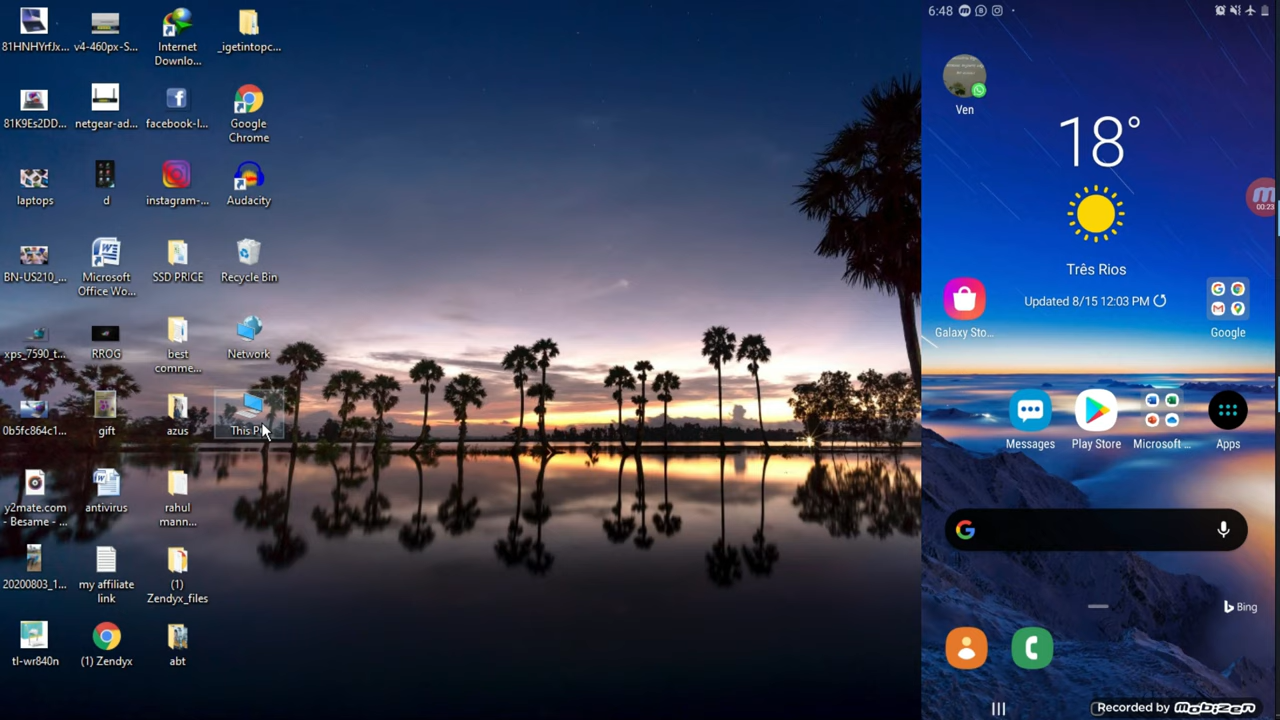 81HNHYrfJx...
v4-460px-S...
Internet
Downlo...
_igetintopc...
81K9Es2DD...
netgear-ad...
facebook-l...
Google
Chrome
laptops
d
instagram-...
Audacity
BN-US210_...
Microsoft
Office Wo...
SSD PRICE
Recycle Bin
xps_7590_t...
RROG
best
comme...
Network
0b5fc864c1...
gift
azus
This P
y2mate.com
- Besame - ...
antivirus
rahul
mann...
20200803_1...
my affiliate
link
(1)
Zendyx_files
tl-wr840n
(1) Zendyx
abt
6:48
Ven
18°
Três Rios
Updated 8/15 12:03 PM
00:23
Galaxy Sto...
Google
Messages
Play Store
Microsoft ...
Apps
Bing
Recorded by mobizen